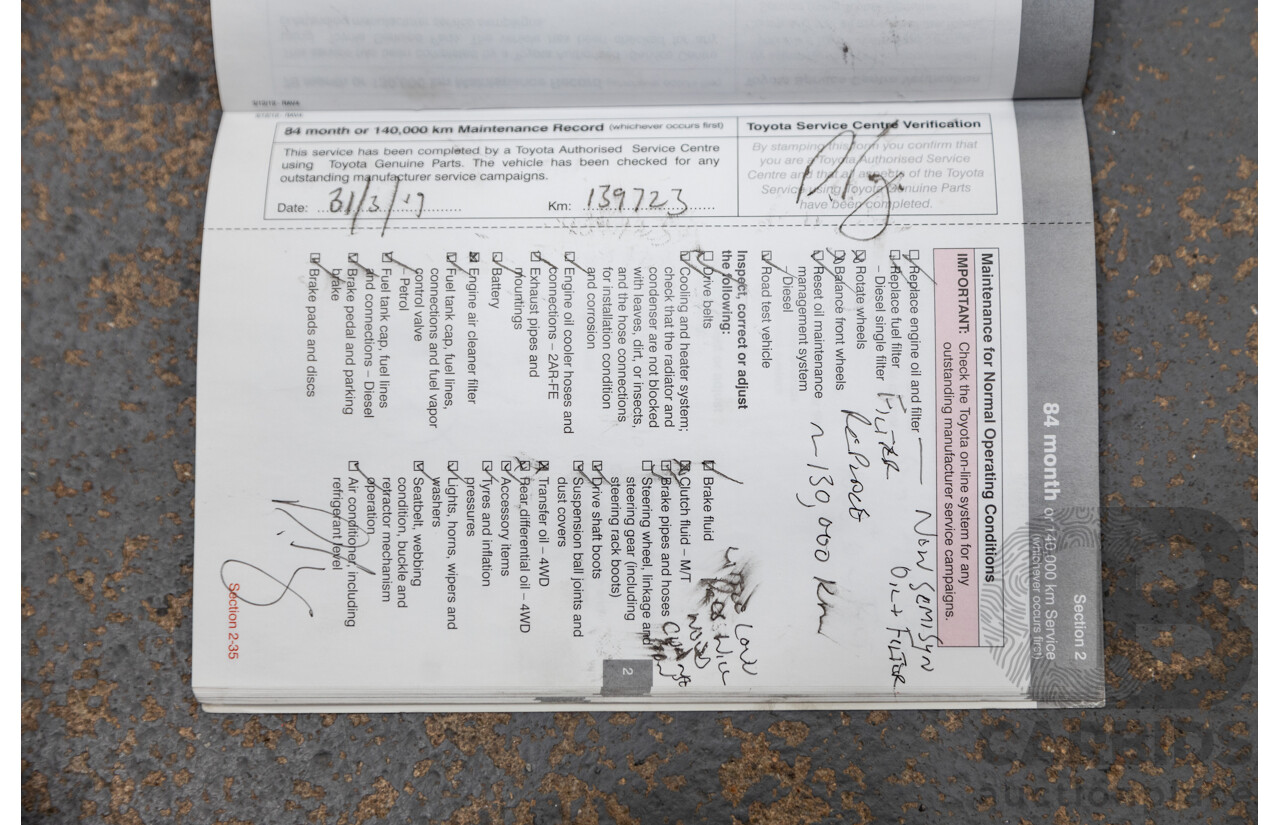 84 month or 140,000 km Maintenance Record (whichever occurs first)
This service has been completed by a Toyota Authorised Service Centre
using Toyota Genuine Parts. The vehicle has been checked for any
outstanding manufacturer service campaigns.
Date: 31/3/19
Km: 139723
Toyota Service Centre Verification
By stamping this form you confirm that
you are a Toyota Authorised Service
Centre and that all aspects of the Toyota
Service using Toyota Genuine Parts
have been completed.
Section 2
84 month or 140,000 km Service
(whichever occurs first)
Maintenance for Normal Operating Conditions
IMPORTANT: Check the Toyota on-line system for any
outstanding manufacturer service campaigns.
Replace engine oil and filter — NEW SEMI SYN
OIL + FILTER
Replace fuel filter
– Diesel single filter FILTER
REPLACE
~130,000 km
Rotate wheels
Balance front wheels
Reset oil maintenance
management system
– Diesel
Road test vehicle
Inspect, correct or adjust
the following:
Drive belts
Cooling and heater system;
check that the radiator and
condenser are not blocked
with leaves, dirt, or insects,
and the hose connections
for installation condition
and corrosion
Engine oil cooler hoses and
connections – 2AR-FE
Exhaust pipes and
mountings
Battery
Engine air cleaner filter
Fuel tank cap, fuel lines,
connections and fuel vapor
control valve
– Petrol
Fuel tank cap, fuel lines
and connections – Diesel
Brake pedal and parking
brake
Brake pads and discs
Brake fluid
Clutch fluid – M/T
Brake pipes and hoses
Steering wheel, linkage and
steering gear (including
steering rack boots)
Drive shaft boots
Suspension ball joints and
dust covers
Transfer oil – 4WD
Rear differential oil – 4WD
Accessory items
Tyres and inflation
pressures
Lights, horns, wipers and
washers
Seatbelt, webbing
condition, buckle and
retractor mechanism
operation
Air conditioner, including
refrigerant level
2
Section 2-35
CARBIDS
auction place